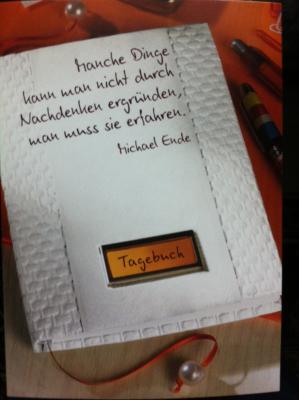 Manche Dinge
kann man nicht durch
Nachdenken ergründen,
man muss sie erfahren.
Michael Ende
Tagebuch